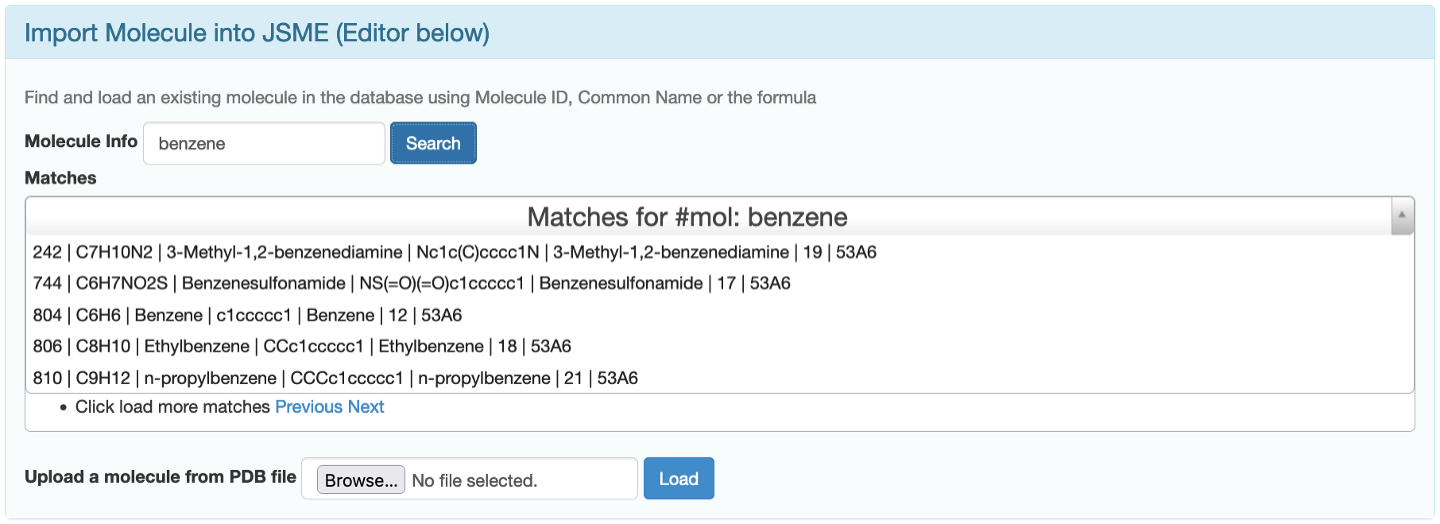 Import Molecule into JSME (Editor below)
Find and load an existing molecule in the database using Molecule ID, Common Name or the formula
Molecule Info benzene Search
Matches
Matches for #mol: benzene
242 | C7H10N2 | 3-Methyl-1,2-benzenediamine | Nc1c(C)cccc1N | 3-Methyl-1,2-benzenediamine | 19 | 53A6
744 | C6H7NO2S | Benzenesulfonamide | NS(=O)(=O)c1ccccc1 | Benzenesulfonamide | 17 | 53A6
804 | C6H6 | Benzene | c1ccccc1 | Benzene | 12 | 53A6
806 | C8H10 | Ethylbenzene | CCc1ccccc1 | Ethylbenzene | 18 | 53A6
810 | C9H12 | n-propylbenzene | CCCc1ccccc1 | n-propylbenzene | 21 | 53A6
• Click load more matches Previous Next
Upload a molecule from PDB file Browse... No file selected. Load